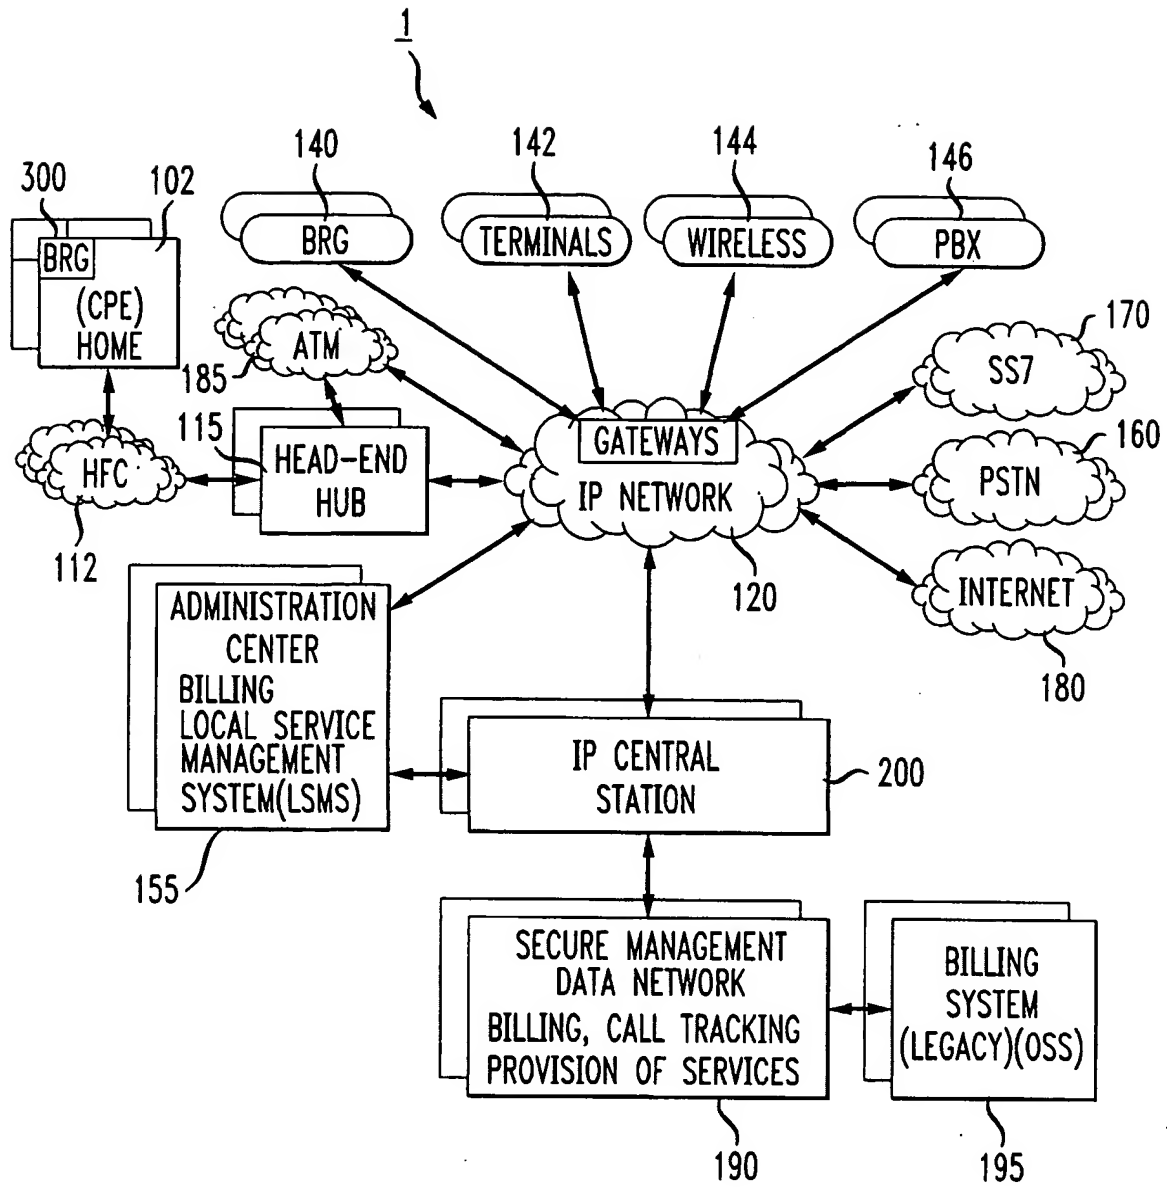 1
140
142
144
146
300
102
BRG
TERMINALS
WIRELESS
PBX
BRG
(CPE)
HOME
ATM
185
170
SS7
115
HEAD-END
HUB
GATEWAYS
IP NETWORK
160
PSTN
HFC
112
120
INTERNET
180
ADMINISTRATION
CENTER
BILLING
LOCAL SERVICE
MANAGEMENT
SYSTEM(LSMS)
155
IP CENTRAL
STATION
200
SECURE MANAGEMENT
DATA NETWORK
BILLING, CALL TRACKING
PROVISION OF SERVICES
190
BILLING
SYSTEM
(LEGACY)(OSS)
195